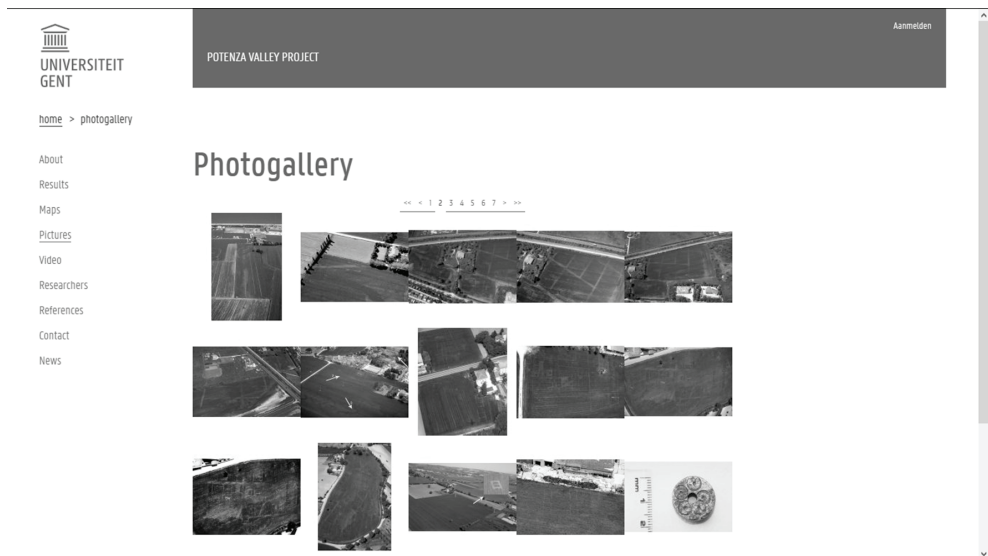 UNIVERSITEIT
GENT
Aanmelden
POTENZA VALLEY PROJECT
home > photogallery
About
Results
Maps
Pictures
Video
Researchers
References
Contact
News
Photogallery
<< < 1 2 3 4 5 6 7 > >>